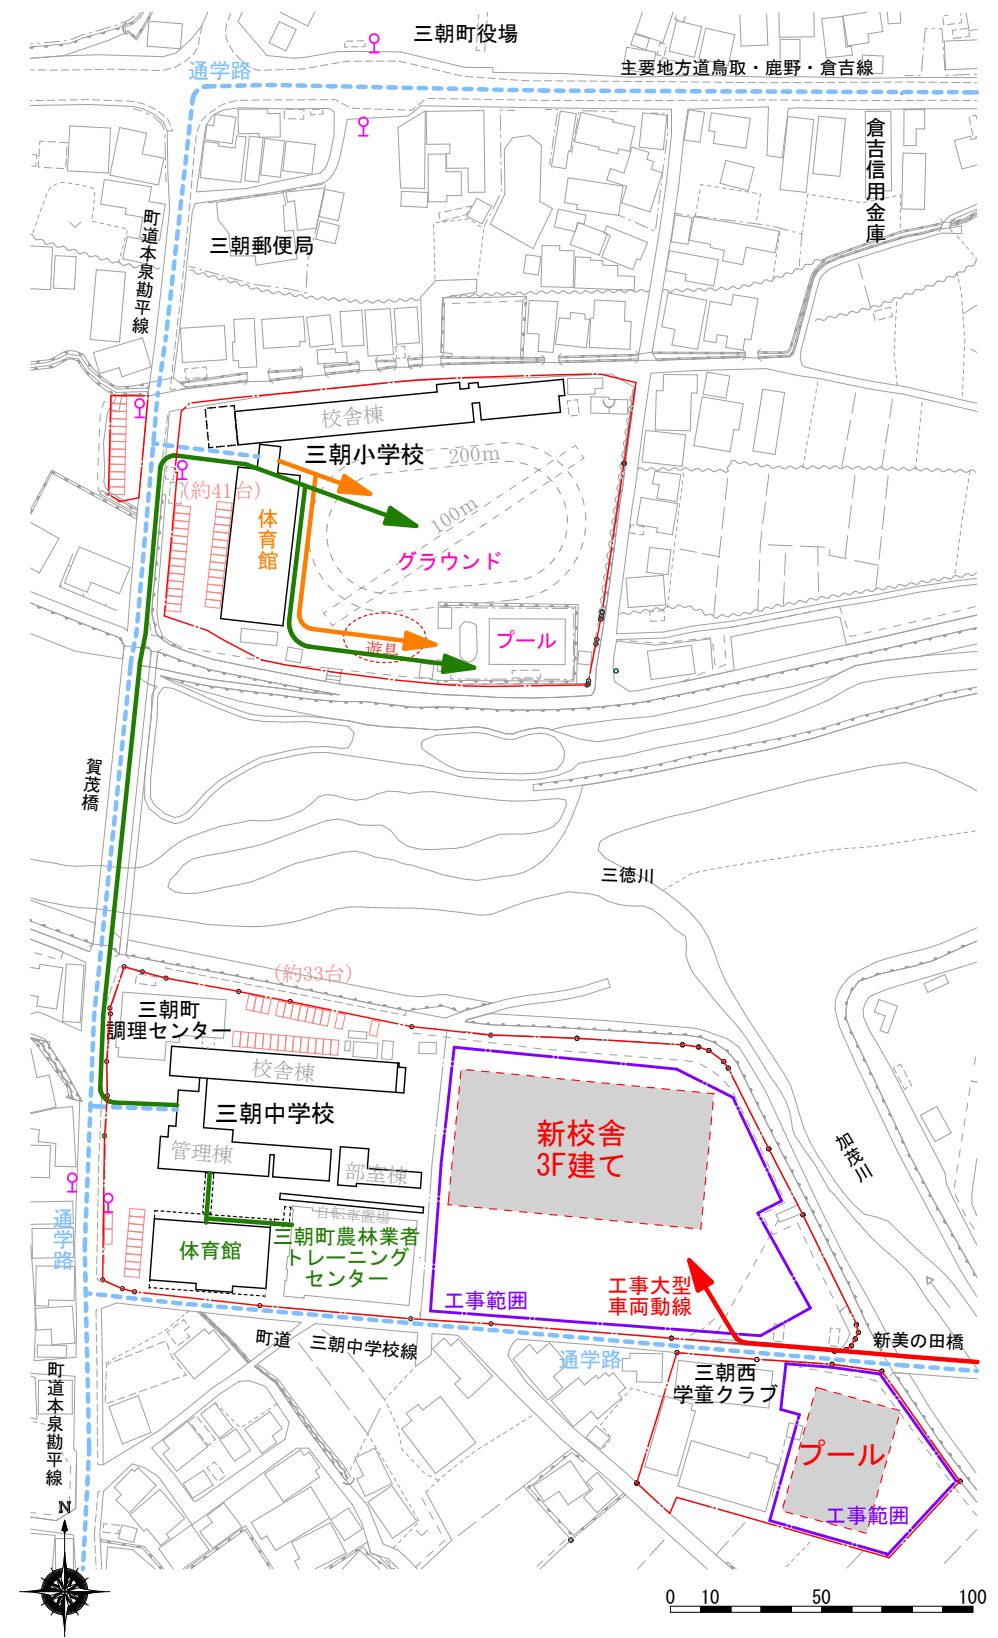 三朝町役場
通学路
主要地方道鳥取・鹿野・倉吉線
倉吉信用金庫
町道本泉勘平線
三朝郵便局
校舎棟
三朝小学校
200m
100m
(約41台)
体育館
グラウンド
プール
遊具
賀茂橋
三徳川
(約33台)
三朝町
調理センター
校舎棟
三朝中学校
管理棟
部室棟
新校舎
3F建て
加茂川
自転車置場
通学路
体育館
三朝町農林業者
トレーニング
センター
工事範囲
工事大型
車両動線
町道 三朝中学校線
新美の田橋
通学路
三朝西
学童クラブ
町道本泉勘平線
プール
工事範囲
N
0 10 50 100